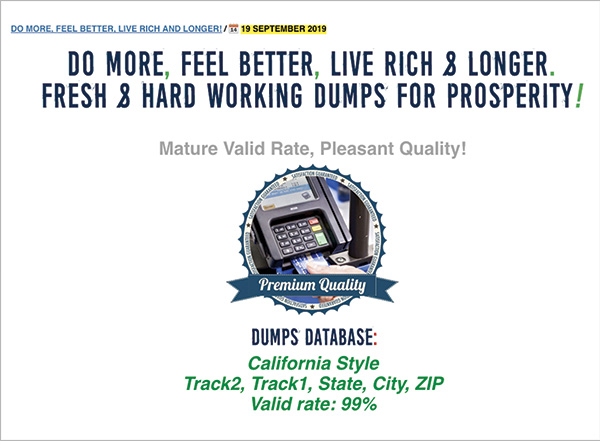 DO MORE, FEEL BETTER, LIVE RICH AND LONGER! / 14 19 SEPTEMBER 2019
DO MORE, FEEL BETTER, LIVE RICH & LONGER.
FRESH & HARD WORKING DUMPS FOR PROSPERITY!
Mature Valid Rate, Pleasant Quality!
SATISFACTION GUARANTEED
Premium Quality
DUMPS DATABASE:
California Style
Track2, Track1, State, City, ZIP
Valid rate: 99%